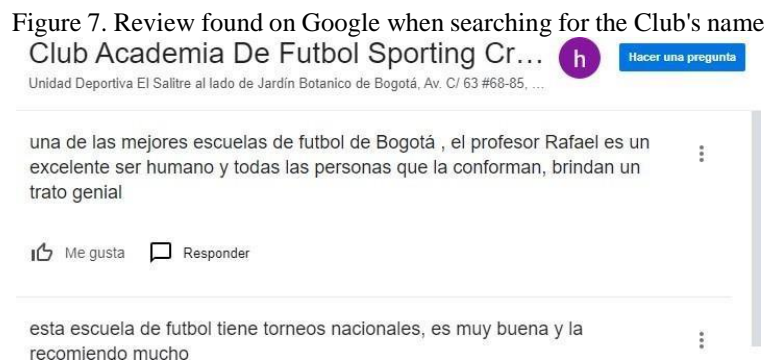 Figure 7. Review found on Google when searching for the Club's name
Club Academia De Futbol Sporting Cr...
h
Hacer una pregunta
Unidad Deportiva El Salitre al lado de Jardín Botanico de Bogotá, Av. C/ 63 #68-85, ...
una de las mejores escuelas de futbol de Bogotá , el profesor Rafael es un
excelente ser humano y todas las personas que la conforman, brindan un
trato genial
Me gusta
Responder
esta escuela de futbol tiene torneos nacionales, es muy buena y la
recomiendo mucho